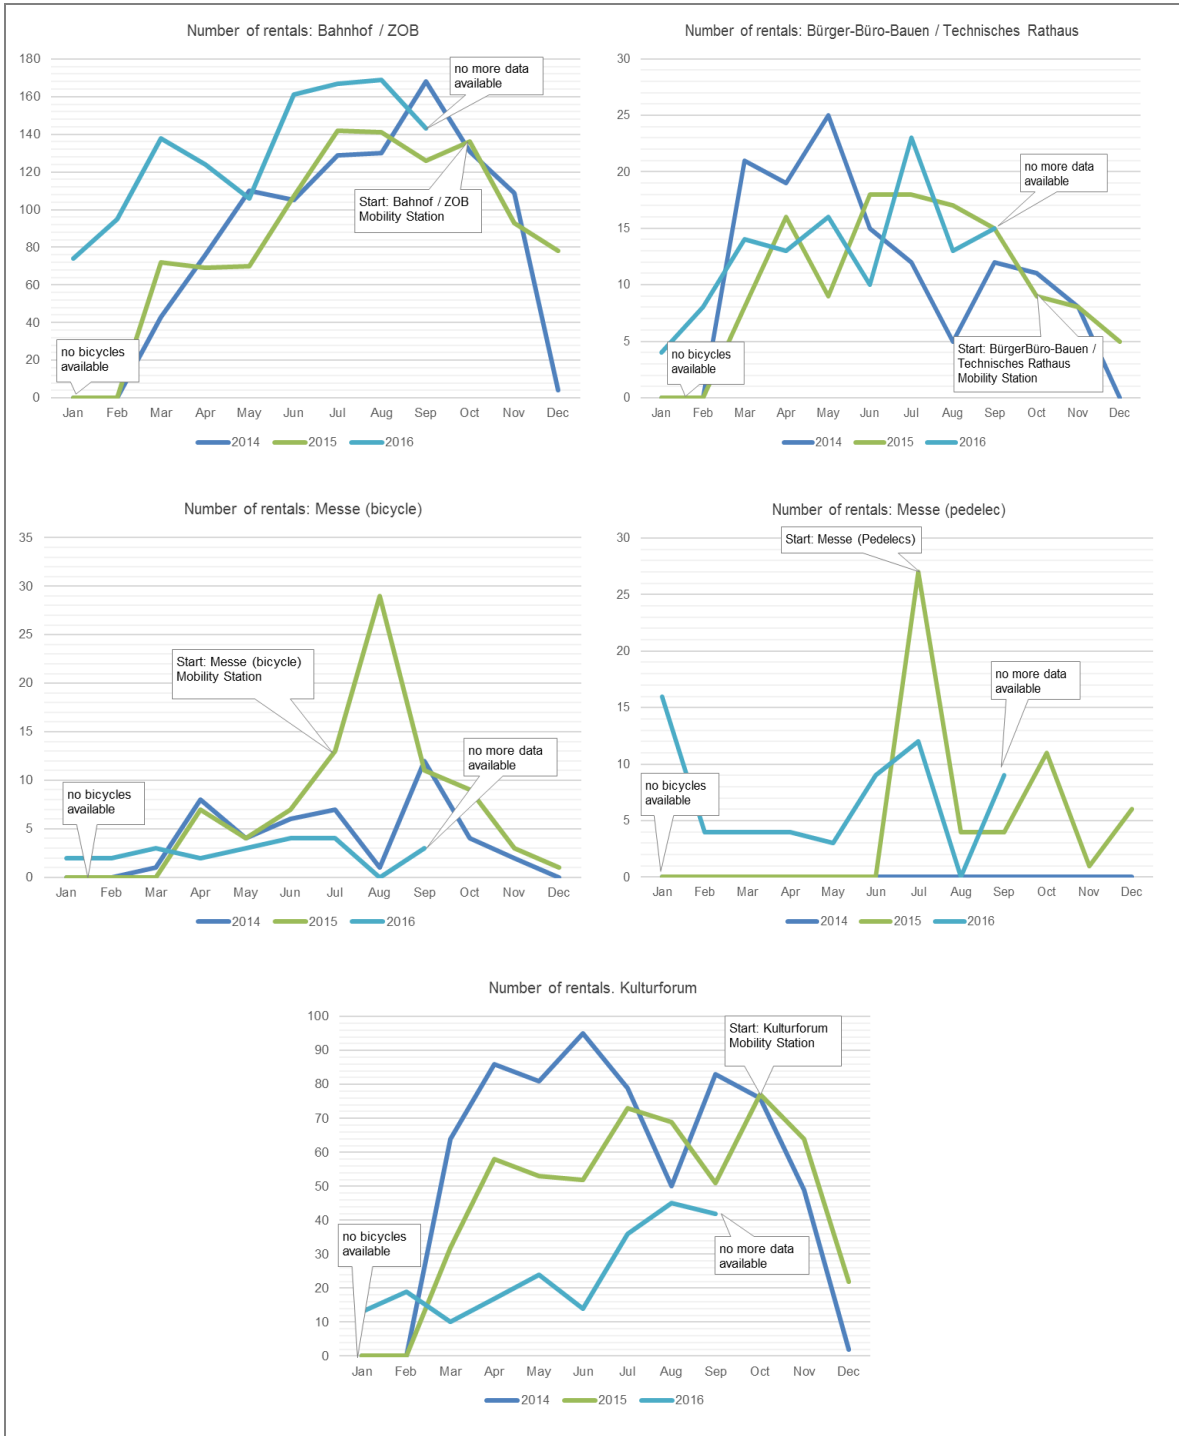 Number of rentals: Bahnhof / ZOB
180
160
140
120
100
80
60
40
20
0
no more data
available
Start: Bahnhof / ZOB
Mobility Station
no bicycles
available
Jan Feb Mar Apr May Jun Jul Aug Sep Oct Nov Dec
2014 2015 2016
Number of rentals: Bürger-Büro-Bauen / Technisches Rathaus
30
25
20
15
10
5
0
no more data
available
no bicycles
available
Start: BürgerBüro-Bauen /
Technisches Rathaus
Mobility Station
Jan Feb Mar Apr May Jun Jul Aug Sep Oct Nov Dec
2014 2015 2016
Number of rentals: Messe (bicycle)
35
30
25
20
15
10
5
0
Start: Messe (bicycle)
Mobility Station
no more data
available
no bicycles
available
Jan Feb Mar Apr May Jun Jul Aug Sep Oct Nov Dec
2014 2015 2016
Number of rentals: Messe (pedelec)
30
25
20
15
10
5
0
Start: Messe (Pedelecs)
no more data
available
no bicycles
available
Jan Feb Mar Apr May Jun Jul Aug Sep Oct Nov Dec
2014 2015 2016
Number of rentals. Kulturforum
100
90
80
70
60
50
40
30
20
10
0
Start: Kulturforum
Mobility Station
no bicycles
available
no more data
available
Jan Feb Mar Apr May Jun Jul Aug Sep Oct Nov Dec
2014 2015 2016